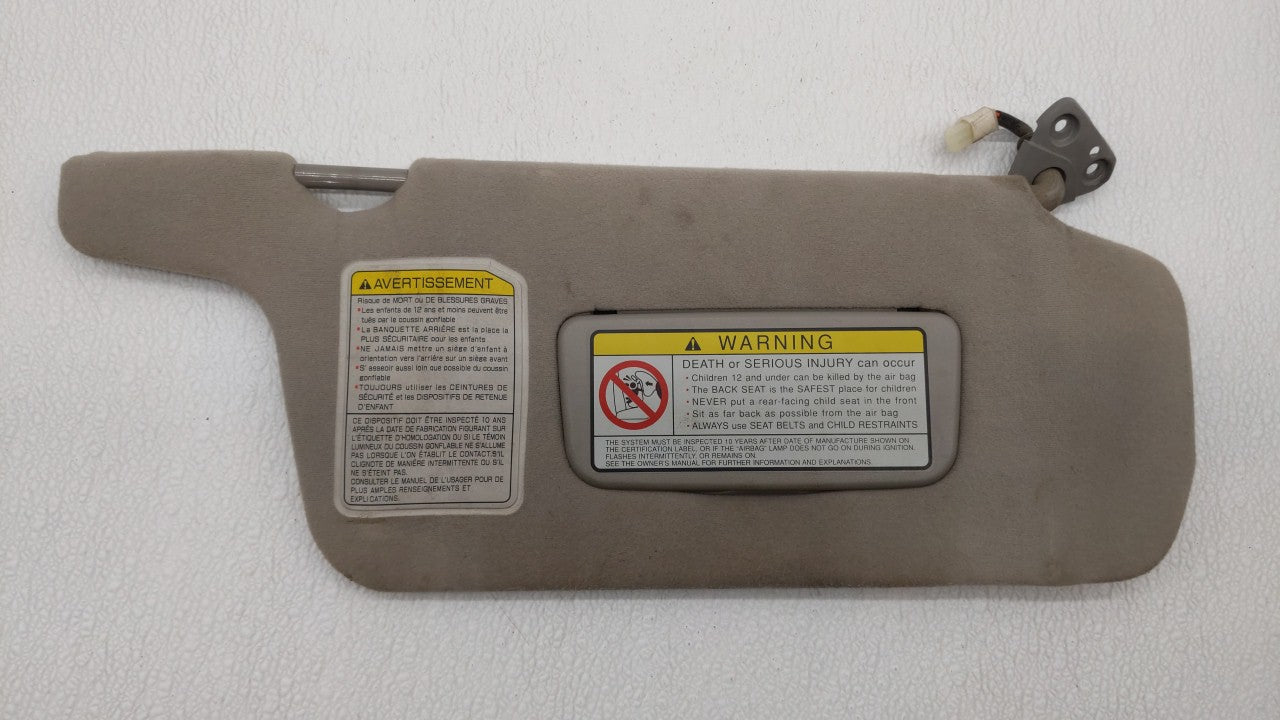 AVERTISSEMENT
Risque de MORT ou DE BLESSURES GRAVES
•Les enfants de 12 ans et moins peuvent être
tués par le coussin gonflable
•La BANQUETTE ARRIÈRE est la place la
PLUS SÉCURITAIRE pour les enfants
•NE JAMAIS mettre un siège d'enfant à
orientation vers l'arrière sur un siège avant
•S' asseoir aussi loin que possible du coussin
gonflable
•TOUJOURS utiliser les CEINTURES DE
SÉCURITÉ et les DISPOSITIFS DE RETENUE
D'ENFANT
CE DISPOSITIF DOIT ÊTRE INSPECTÉ 10 ANS
APRÈS LA DATE DE FABRICATION FIGURANT SUR
L'ÉTIQUETTE D'HOMOLOGATION OU SI LE TÉMOIN
LUMINEUX DU COUSSIN GONFLABLE NE S'ALLUME
PAS LORSQUE L'ON ÉTABLIT LE CONTACT,S'IL
CLIGNOTE DE MANIÈRE INTERMITTENTE OU S'IL
NE S'ÉTEINT PAS.
CONSULTER LE MANUEL DE L'USAGER POUR DE
PLUS AMPLES RENSEIGNEMENTS ET
EXPLICATIONS.
WARNING
DEATH or SERIOUS INJURY can occur
• Children 12 and under can be killed by the air bag
• The BACK SEAT is the SAFEST place for children
• NEVER put a rear-facing child seat in the front
• Sit as far back as possible from the air bag
• ALWAYS use SEAT BELTS and CHILD RESTRAINTS
THE SYSTEM MUST BE INSPECTED 10 YEARS AFTER DATE OF MANUFACTURE SHOWN ON
THE CERTIFICATION LABEL, OR IF THE "AIRBAG" LAMP DOES NOT GO ON DURING IGNITION,
FLASHES INTERMITTENTLY, OR REMAINS ON.
SEE THE OWNER'S MANUAL FOR FURTHER INFORMATION AND EXPLANATIONS.